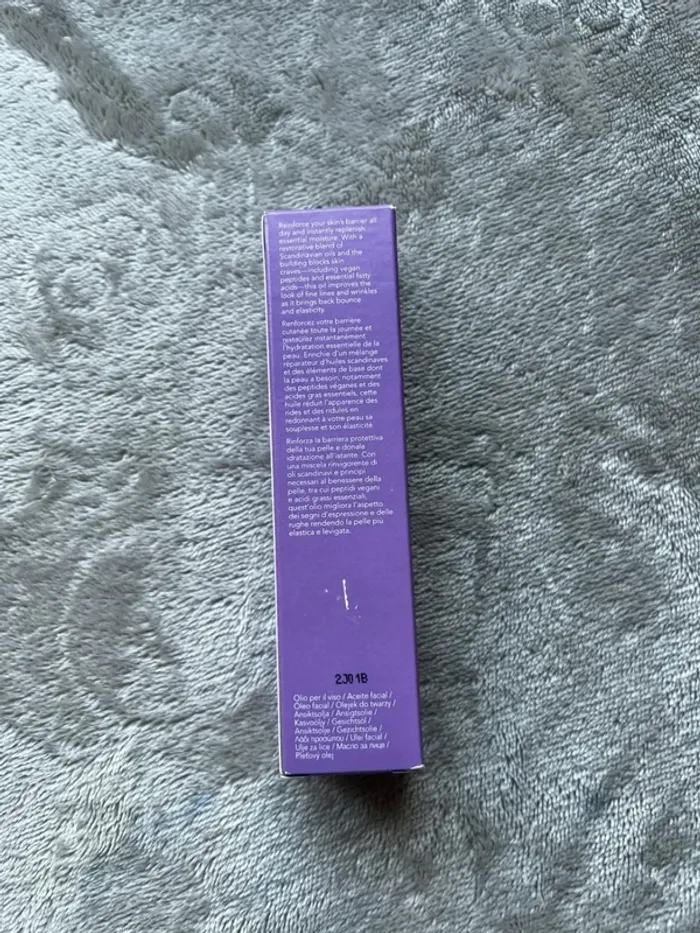 Reinforce your skin's barrier all
day and instantly replenish
essential moisture. With a
restorative blend of
Scandinavian oils and the
building blocks skin
craves—including vegan
peptides and essential fatty
acids—this oil improves the
look of fine lines and wrinkles
as it brings back bounce
and elasticity.
Renforcez votre barrière
cutanée toute la journée et
restaurez instantanément
l'hydratation essentielle de la
peau. Enrichie d'un mélange
réparateur d'huiles scandinaves
et des éléments de base dont
la peau a besoin, notamment
des peptides véganes et des
acides gras essentiels, cette
huile réduit l'apparence des
rides et des ridules en
redonnant à votre peau sa
souplesse et son élasticité.
Rinforza la barriera protettiva
della tua pelle e donale
idratazione all'istante. Con
una miscela rinvigorente di
oli scandinavi e principi
necessari al benessere della
pelle, tra cui peptidi vegani
e acidi grassi essenziali,
quest'olio migliora l'aspetto
dei segni d'espressione e delle
rughe rendendo la pelle più
elastica e levigata.
2J01B
Olio per il viso / Aceite facial /
Óleo facial / Olejek do twarzy /
Ansiktsolja / Ansigtsolie /
Kasvoöljy / Gesichtsöl /
Ansiktsolje / Gezichtsolie /
Λάδι προσώπου / Ulei facial /
Ulje za lice / Масло за лице /
Pleťový olej